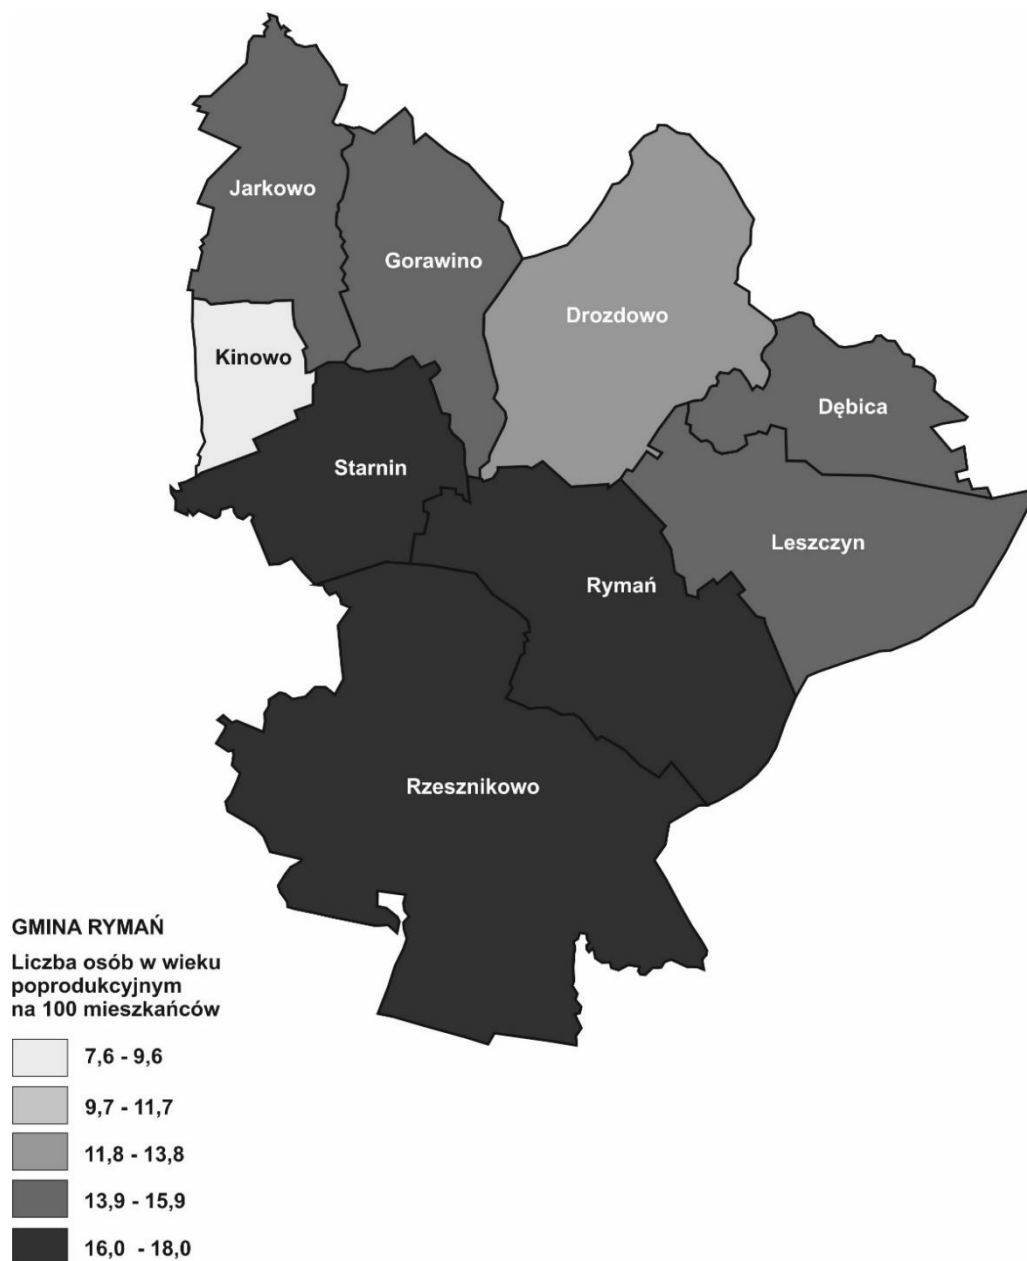 Jarkowo
Gorawino
Drozdowo
Kinowo
Dębica
Starnin
Leszczyn
Rymań
Rzesznikowo
GMINA RYMAŃ
Liczba osób w wieku
poprodukcyjnym
na 100 mieszkańców
7,6 - 9,6
9,7 - 11,7
11,8 - 13,8
13,9 - 15,9
16,0 - 18,0